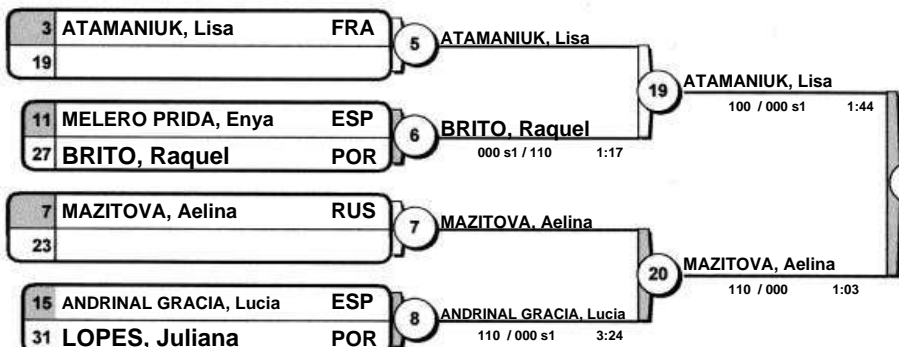 3 ATAMANIUK, Lisa FRA
19
5 ATAMANIUK, Lisa
11 MELERO PRIDA, Enya ESP
27 BRITO, Raquel POR
6 BRITO, Raquel
000 s1 / 110 1:17
19 ATAMANIUK, Lisa
100 / 000 s1 1:44
7 MAZITOVA, Aelina RUS
23
7 MAZITOVA, Aelina
15 ANDRINAL GRACIA, Lucia ESP
31 LOPES, Juliana POR
8 ANDRINAL GRACIA, Lucia
110 / 000 s1 3:24
20 MAZITOVA, Aelina
110 / 000 1:03